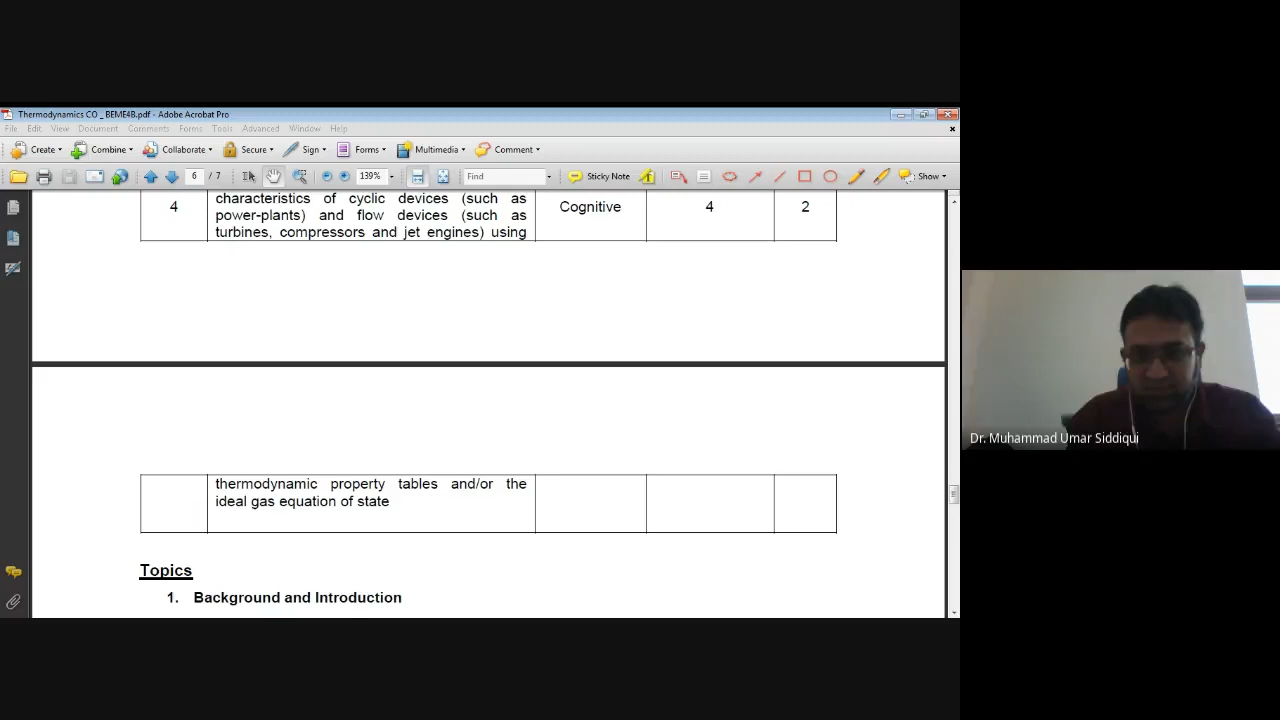 Thermodynamics CO _ BEME4B.pdf - Adobe Acrobat Pro
File Edit View Document Comments Forms Tools Advanced Window Help
Create Combine Collaborate Secure Sign Forms Multimedia Comment
6 / 7 139% Find Sticky Note Show
4 characteristics of cyclic devices (such as Cognitive 4 2
power-plants) and flow devices (such as
turbines, compressors and jet engines) using
thermodynamic property tables and/or the
ideal gas equation of state
Topics
1. Background and Introduction
Dr. Muhammad Umar Siddiqui